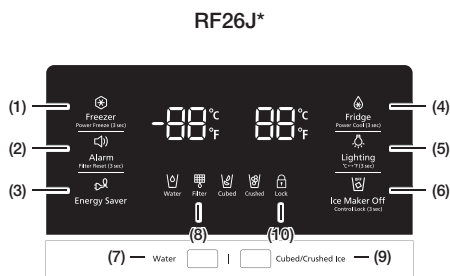 RF26J*
(1)
Freezer
Power Freeze (3 sec)
-88 °C °F
88 °C °F
(4)
Fridge
Power Cool (3 sec)
(2)
Alarm
Filter Reset (3 sec)
(5)
Lighting
°C↔°F(3 sec)
(3)
Energy Saver
Water Filter Cubed Crushed Lock
OFF
(6)
Ice Maker Off
Control Lock (3 sec)
(8) (10)
(7) Water | Cubed/Crushed Ice (9)